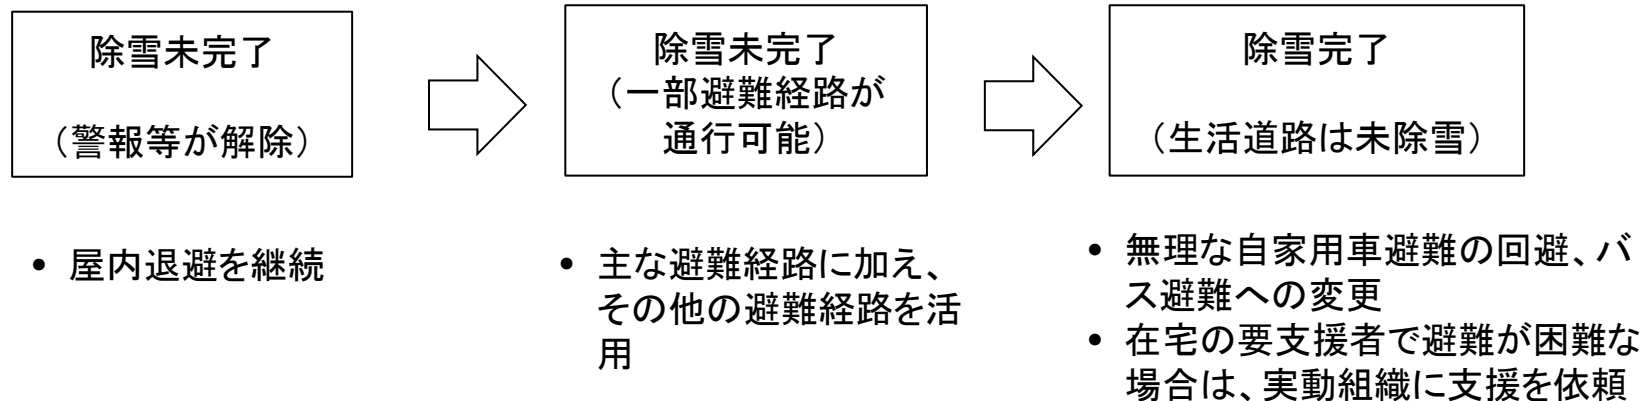 除雪未完了
(警報等が解除)
除雪未完了
(一部避難経路が
通行可能)
除雪完了
(生活道路は未除雪)
• 屋内退避を継続
• 主な避難経路に加え、
その他の避難経路を活
用
• 無理な自家用車避難の回避、バ
ス避難への変更
• 在宅の要支援者で避難が困難な
場合は、実動組織に支援を依頼